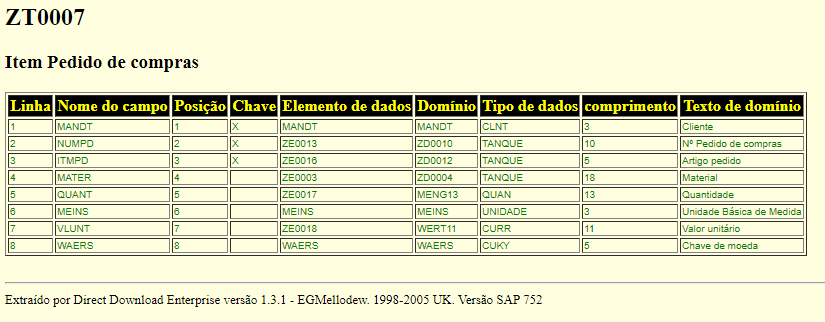 ZT0007
Item Pedido de compras
Linha Nome do campo Posição Chave Elemento de dados Domínio Tipo de dados comprimento Texto de domínio
1 MANDT 1 X MANDT MANDT CLNT 3 Cliente
2 NUMPD 2 X ZE0013 ZD0010 TANQUE 10 Nº Pedido de compras
3 ITMPD 3 X ZE0016 ZD0012 TANQUE 5 Artigo pedido
4 MATER 4 ZE0003 ZD0004 TANQUE 18 Material
5 QUANT 5 ZE0017 MENG13 QUAN 13 Quantidade
6 MEINS 6 MEINS MEINS UNIDADE 3 Unidade Básica de Medida
7 VLUNT 7 ZE0018 WERT11 CURR 11 Valor unitário
8 WAERS 8 WAERS WAERS CUKY 5 Chave de moeda
Extraído por Direct Download Enterprise versão 1.3.1 - EGMellodew. 1998-2005 UK. Versão SAP 752